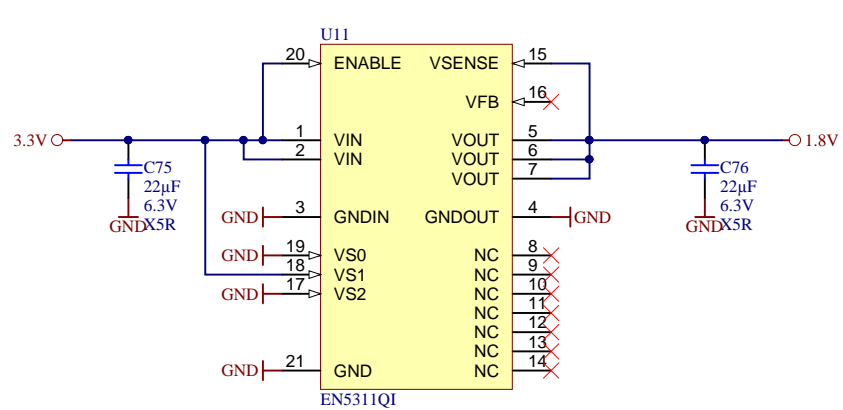 U11
20 ENABLE VSENSE 15
VFB 16
3.3V 1 VIN VOUT 5 1.8V
2 VIN VOUT 6
VOUT 7
C75
22µF
6.3V
X5R
GND
C76
22µF
6.3V
X5R
GND
GND 3 GNDIN GNDOUT 4 GND
GND 19 VS0 NC 8
18 VS1 NC 9
GND 17 VS2 NC 10
NC 11
NC 12
NC 13
GND 21 GND NC 14
EN5311QI